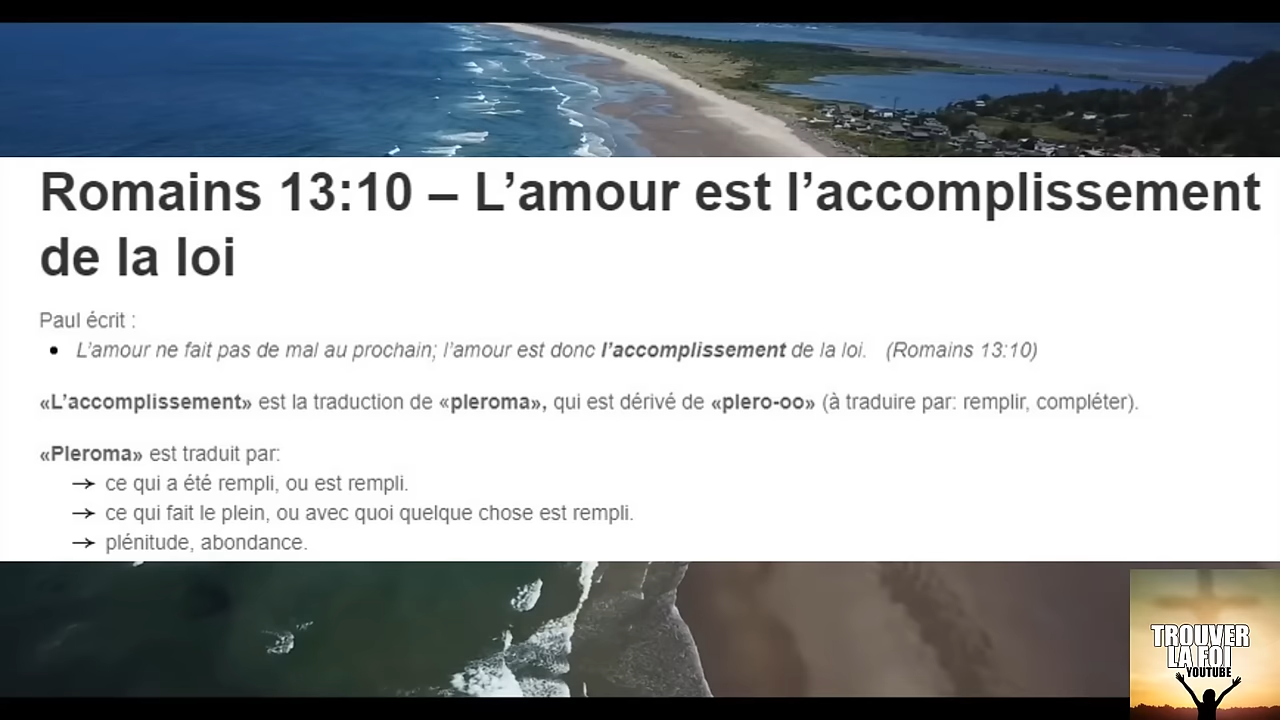 Romains 13:10 – L’amour est l’accomplissement
de la loi
Paul écrit :
• L’amour ne fait pas de mal au prochain; l’amour est donc l’accomplissement de la loi. (Romains 13:10)
«L’accomplissement» est la traduction de «pleroma», qui est dérivé de «plero-oo» (à traduire par: remplir, compléter).
«Pleroma» est traduit par:
→ ce qui a été rempli, ou est rempli.
→ ce qui fait le plein, ou avec quoi quelque chose est rempli.
→ plénitude, abondance.
TROUVER
LA FOI
YOUTUBE